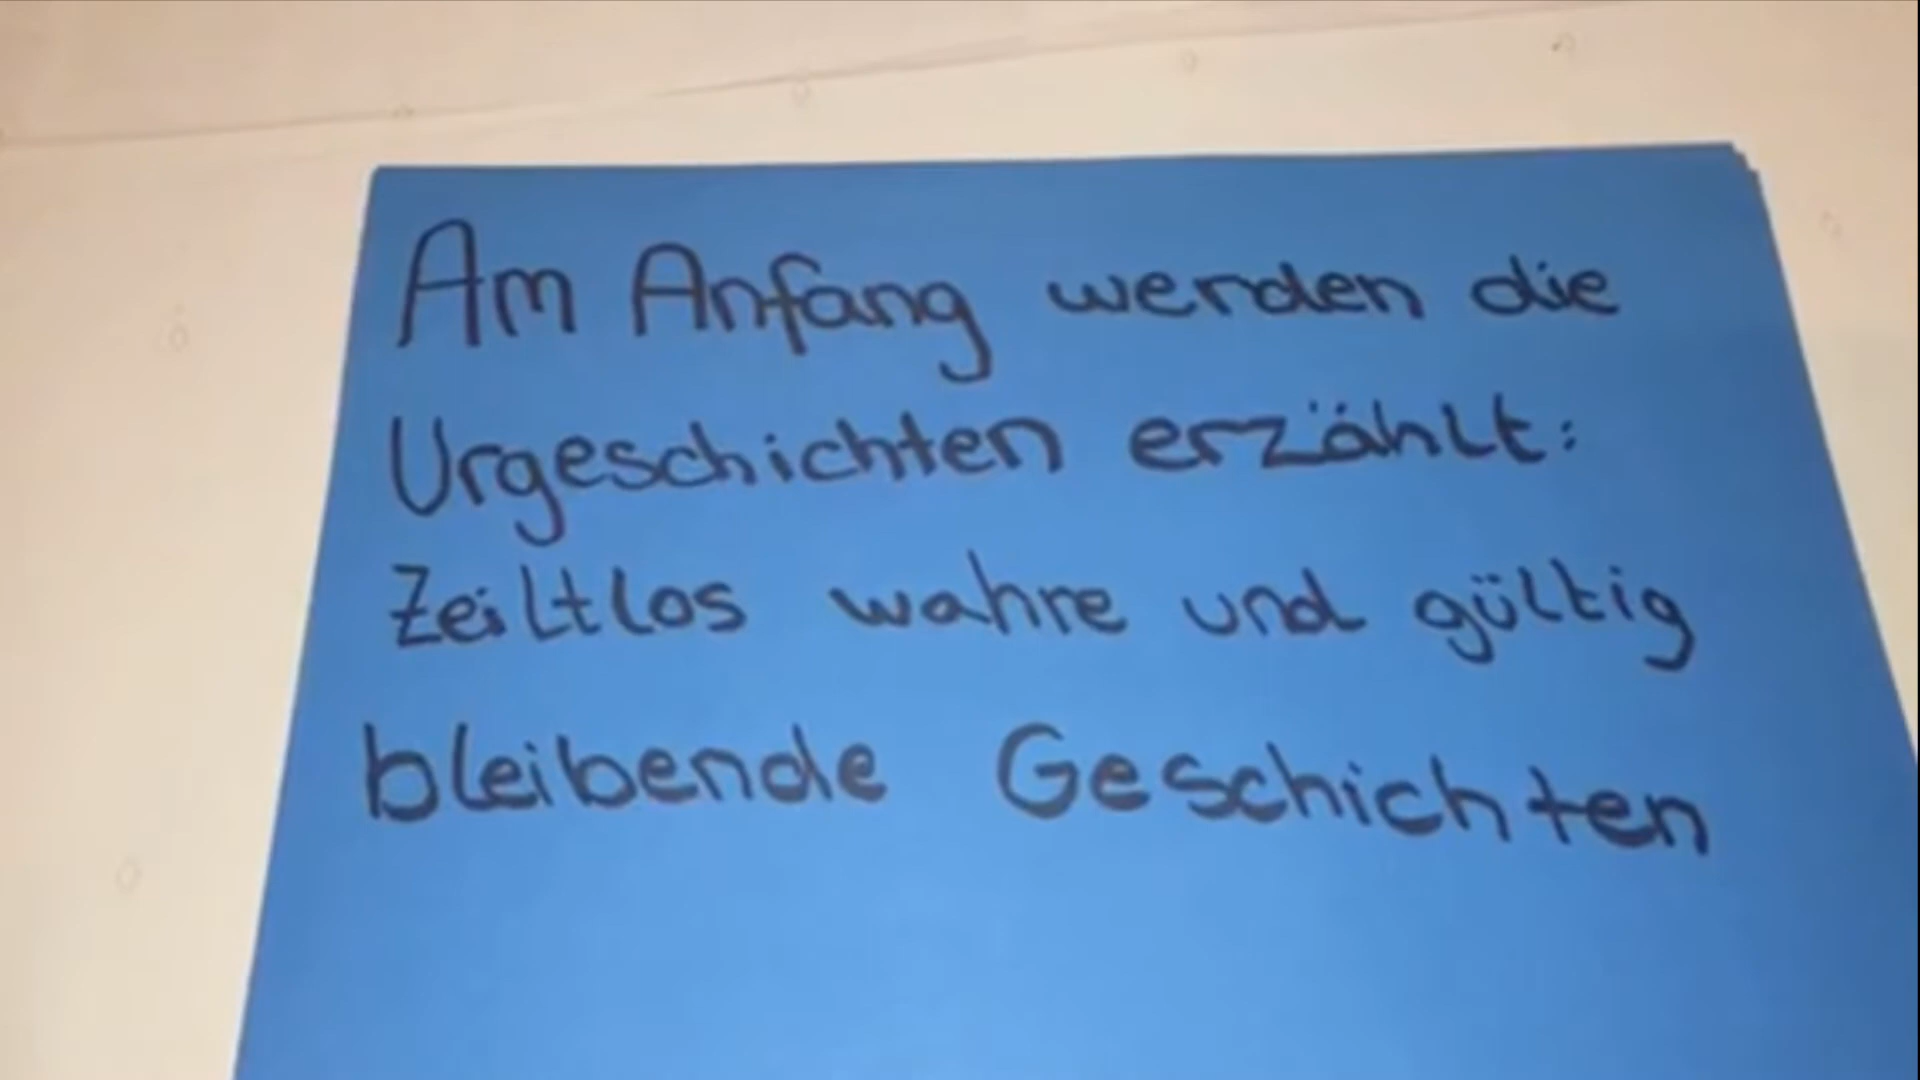 Am Anfang werden die
Urgeschichten erzählt:
Zeiltlos wahre und gültig
bleibende Geschichten